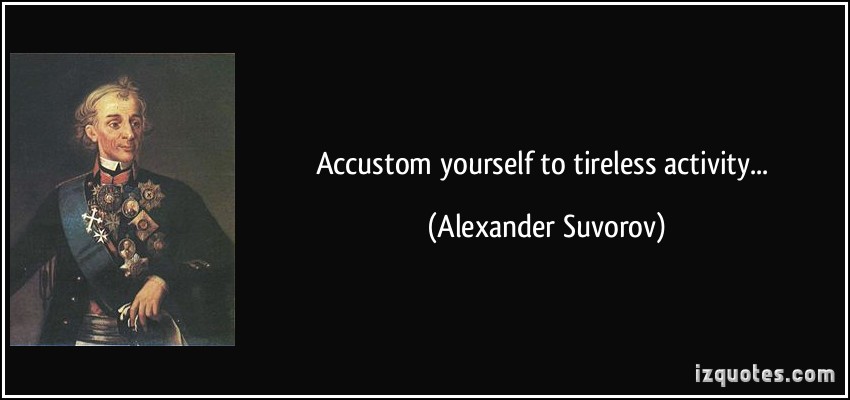 Accustom yourself to tireless activity...
(Alexander Suvorov)
izquotes.com